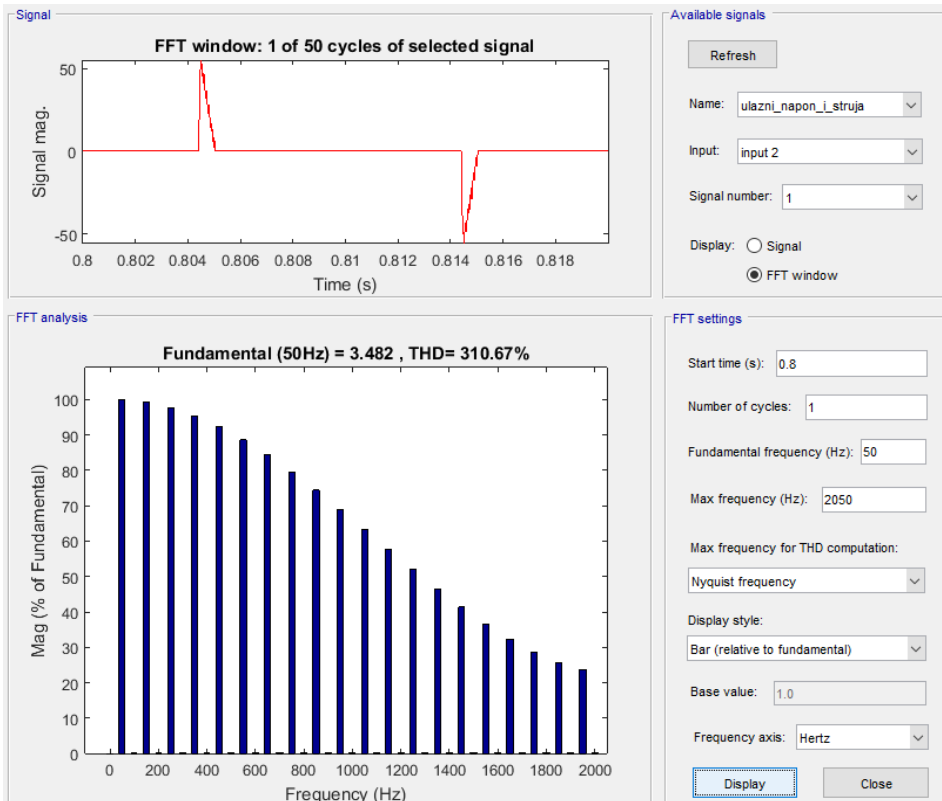 Signal
FFT window: 1 of 50 cycles of selected signal
Signal mag.
50
0
-50
0.8 0.802 0.804 0.806 0.808 0.81 0.812 0.814 0.816 0.818
Time (s)
Available signals
Refresh
Name: ulazni_napon_i_struja
Input: input 2
Signal number: 1
Display: Signal
FFT window
FFT analysis
Fundamental (50Hz) = 3.482 , THD= 310.67%
Mag (% of Fundamental)
100
90
80
70
60
50
40
30
20
10
0
0 200 400 600 800 1000 1200 1400 1600 1800 2000
Frequency (Hz)
FFT settings
Start time (s): 0.8
Number of cycles: 1
Fundamental frequency (Hz): 50
Max frequency (Hz): 2050
Max frequency for THD computation:
Nyquist frequency
Display style:
Bar (relative to fundamental)
Base value: 1.0
Frequency axis: Hertz
Display Close